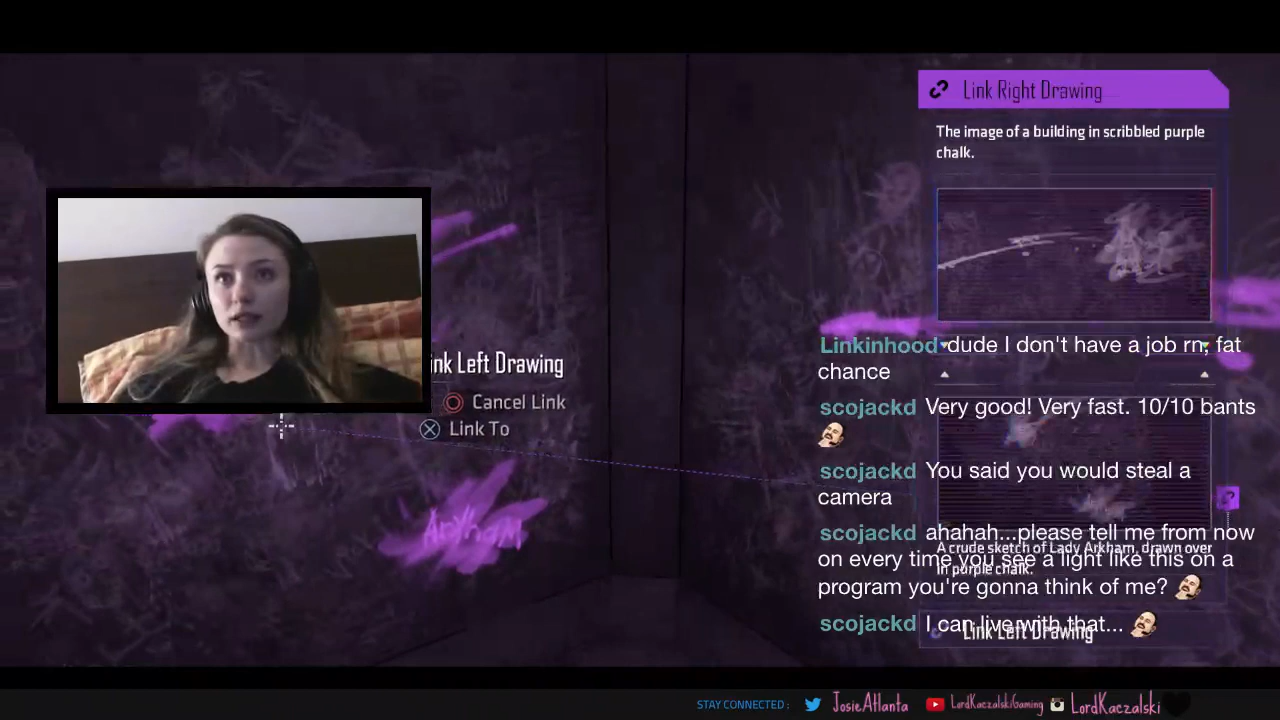 Link Right Drawing
The image of a building in scribbled purple
chalk.
ink Left Drawing
Cancel Link
Link To
Arkham
Linkinhood dude I don't have a job rn, fat
chance
scojackd Very good! Very fast. 10/10 bants
scojackd You said you would steal a
camera
scojackd ahahah...please tell me from now
on every time you see a light like this on a
program you're gonna think of me?
scojackd I can live with that...
A crude sketch of Lady Arkham, drawn over
in purple chalk.
Link Left Drawing
STAY CONNECTED : JosieAtlanta LordKaczalskiGaming LordKaczalski